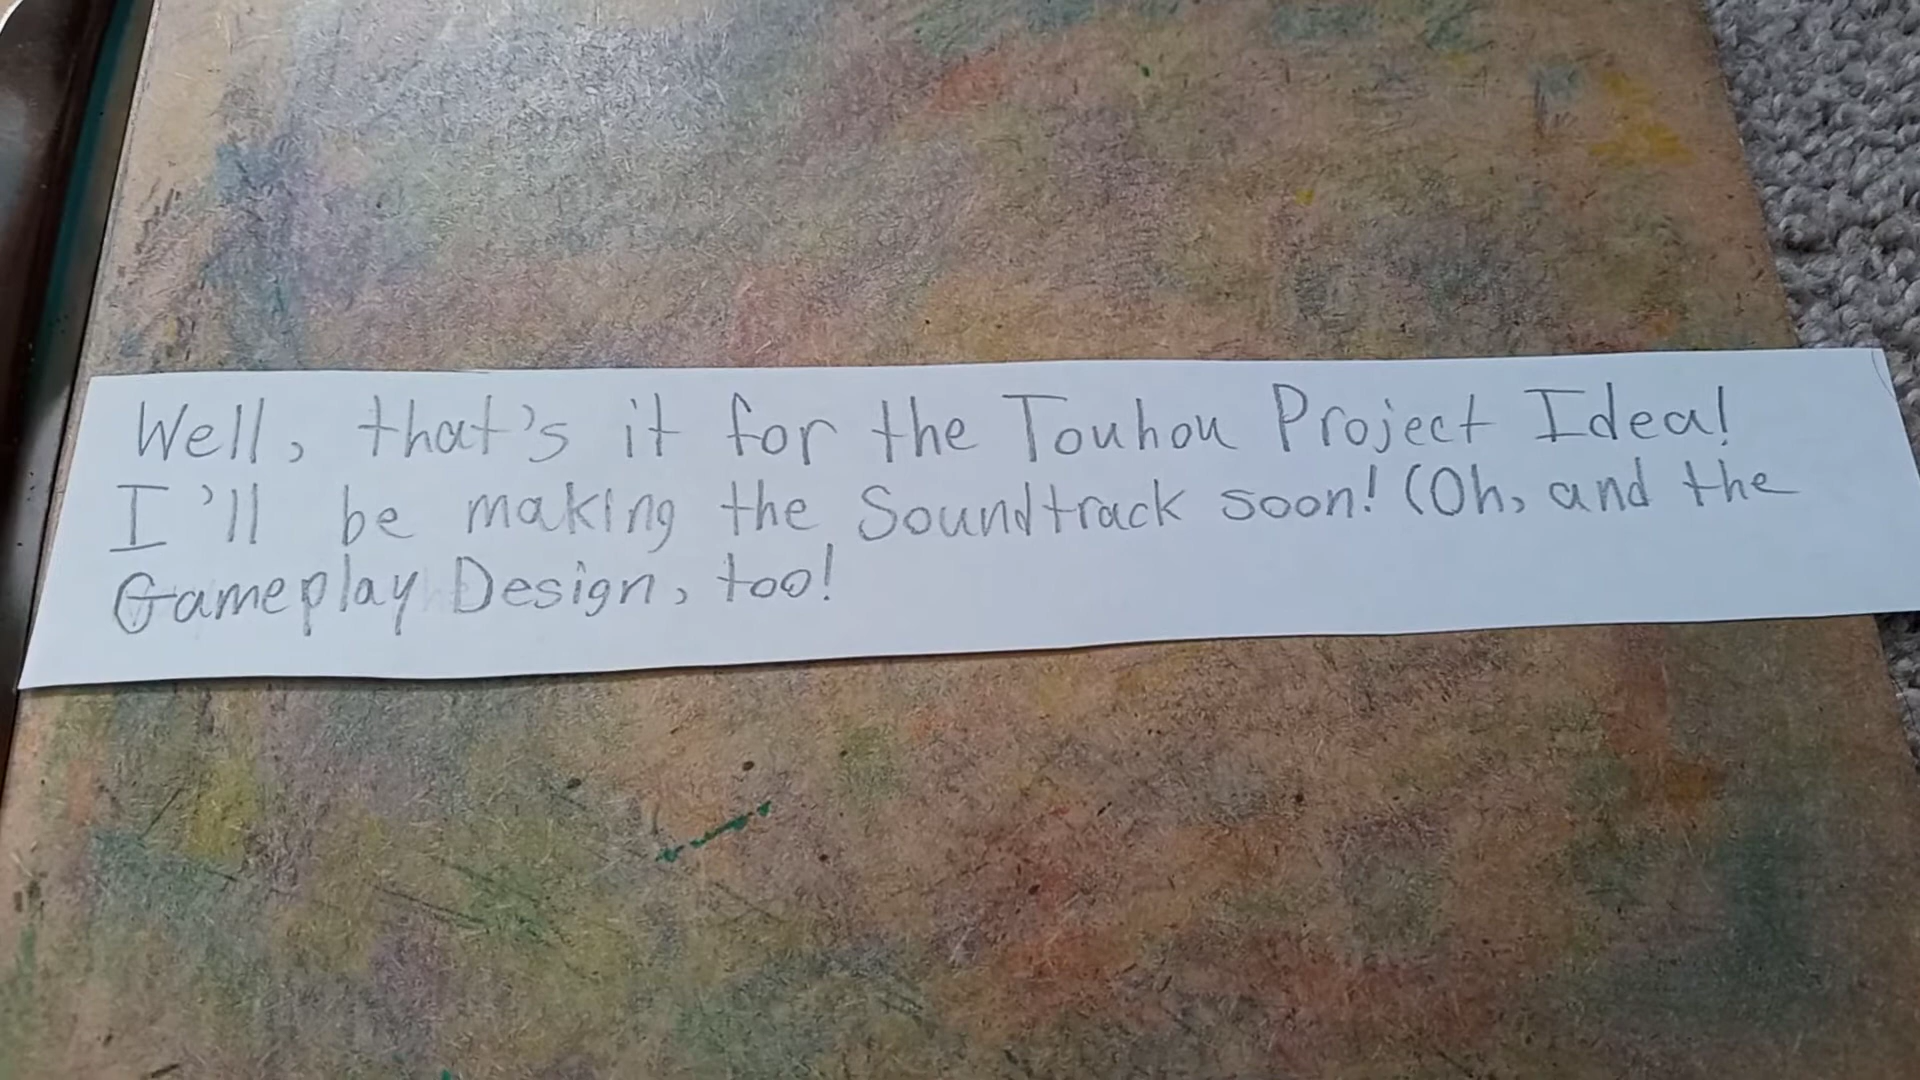 Well, that's it for the Touhou Project Idea!
I'll be making the Soundtrack soon! (Oh, and the
Gameplay Design, too!